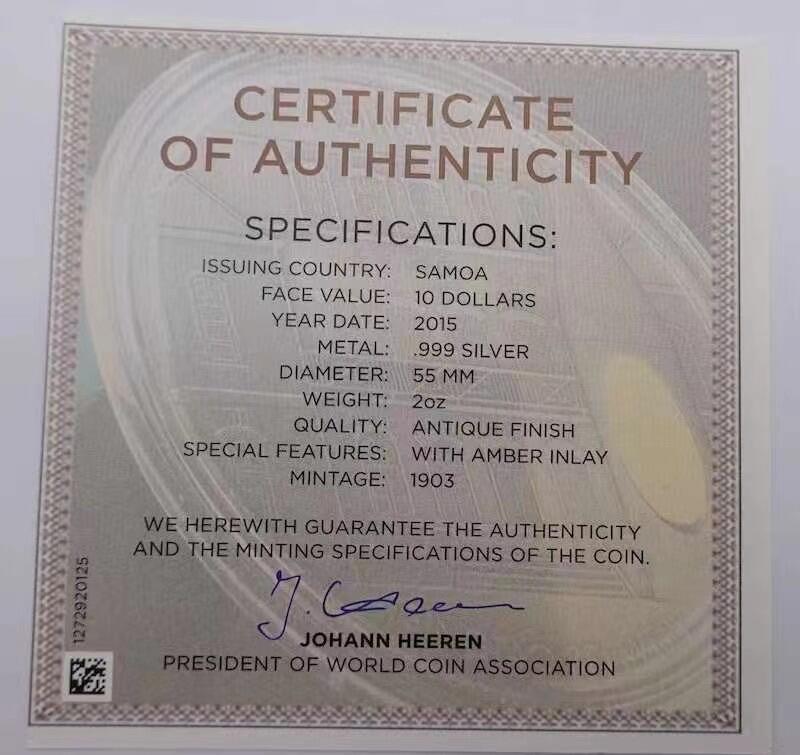 CERTIFICATE
OF AUTHENTICITY
SPECIFICATIONS:
ISSUING COUNTRY: SAMOA
FACE VALUE: 10 DOLLARS
YEAR DATE: 2015
METAL: .999 SILVER
DIAMETER: 55 MM
WEIGHT: 2oz
QUALITY: ANTIQUE FINISH
SPECIAL FEATURES: WITH AMBER INLAY
MINTAGE: 1903
WE HEREWITH GUARANTEE THE AUTHENTICITY
AND THE MINTING SPECIFICATIONS OF THE COIN.
J. Heeren
JOHANN HEEREN
PRESIDENT OF WORLD COIN ASSOCIATION
1272920125